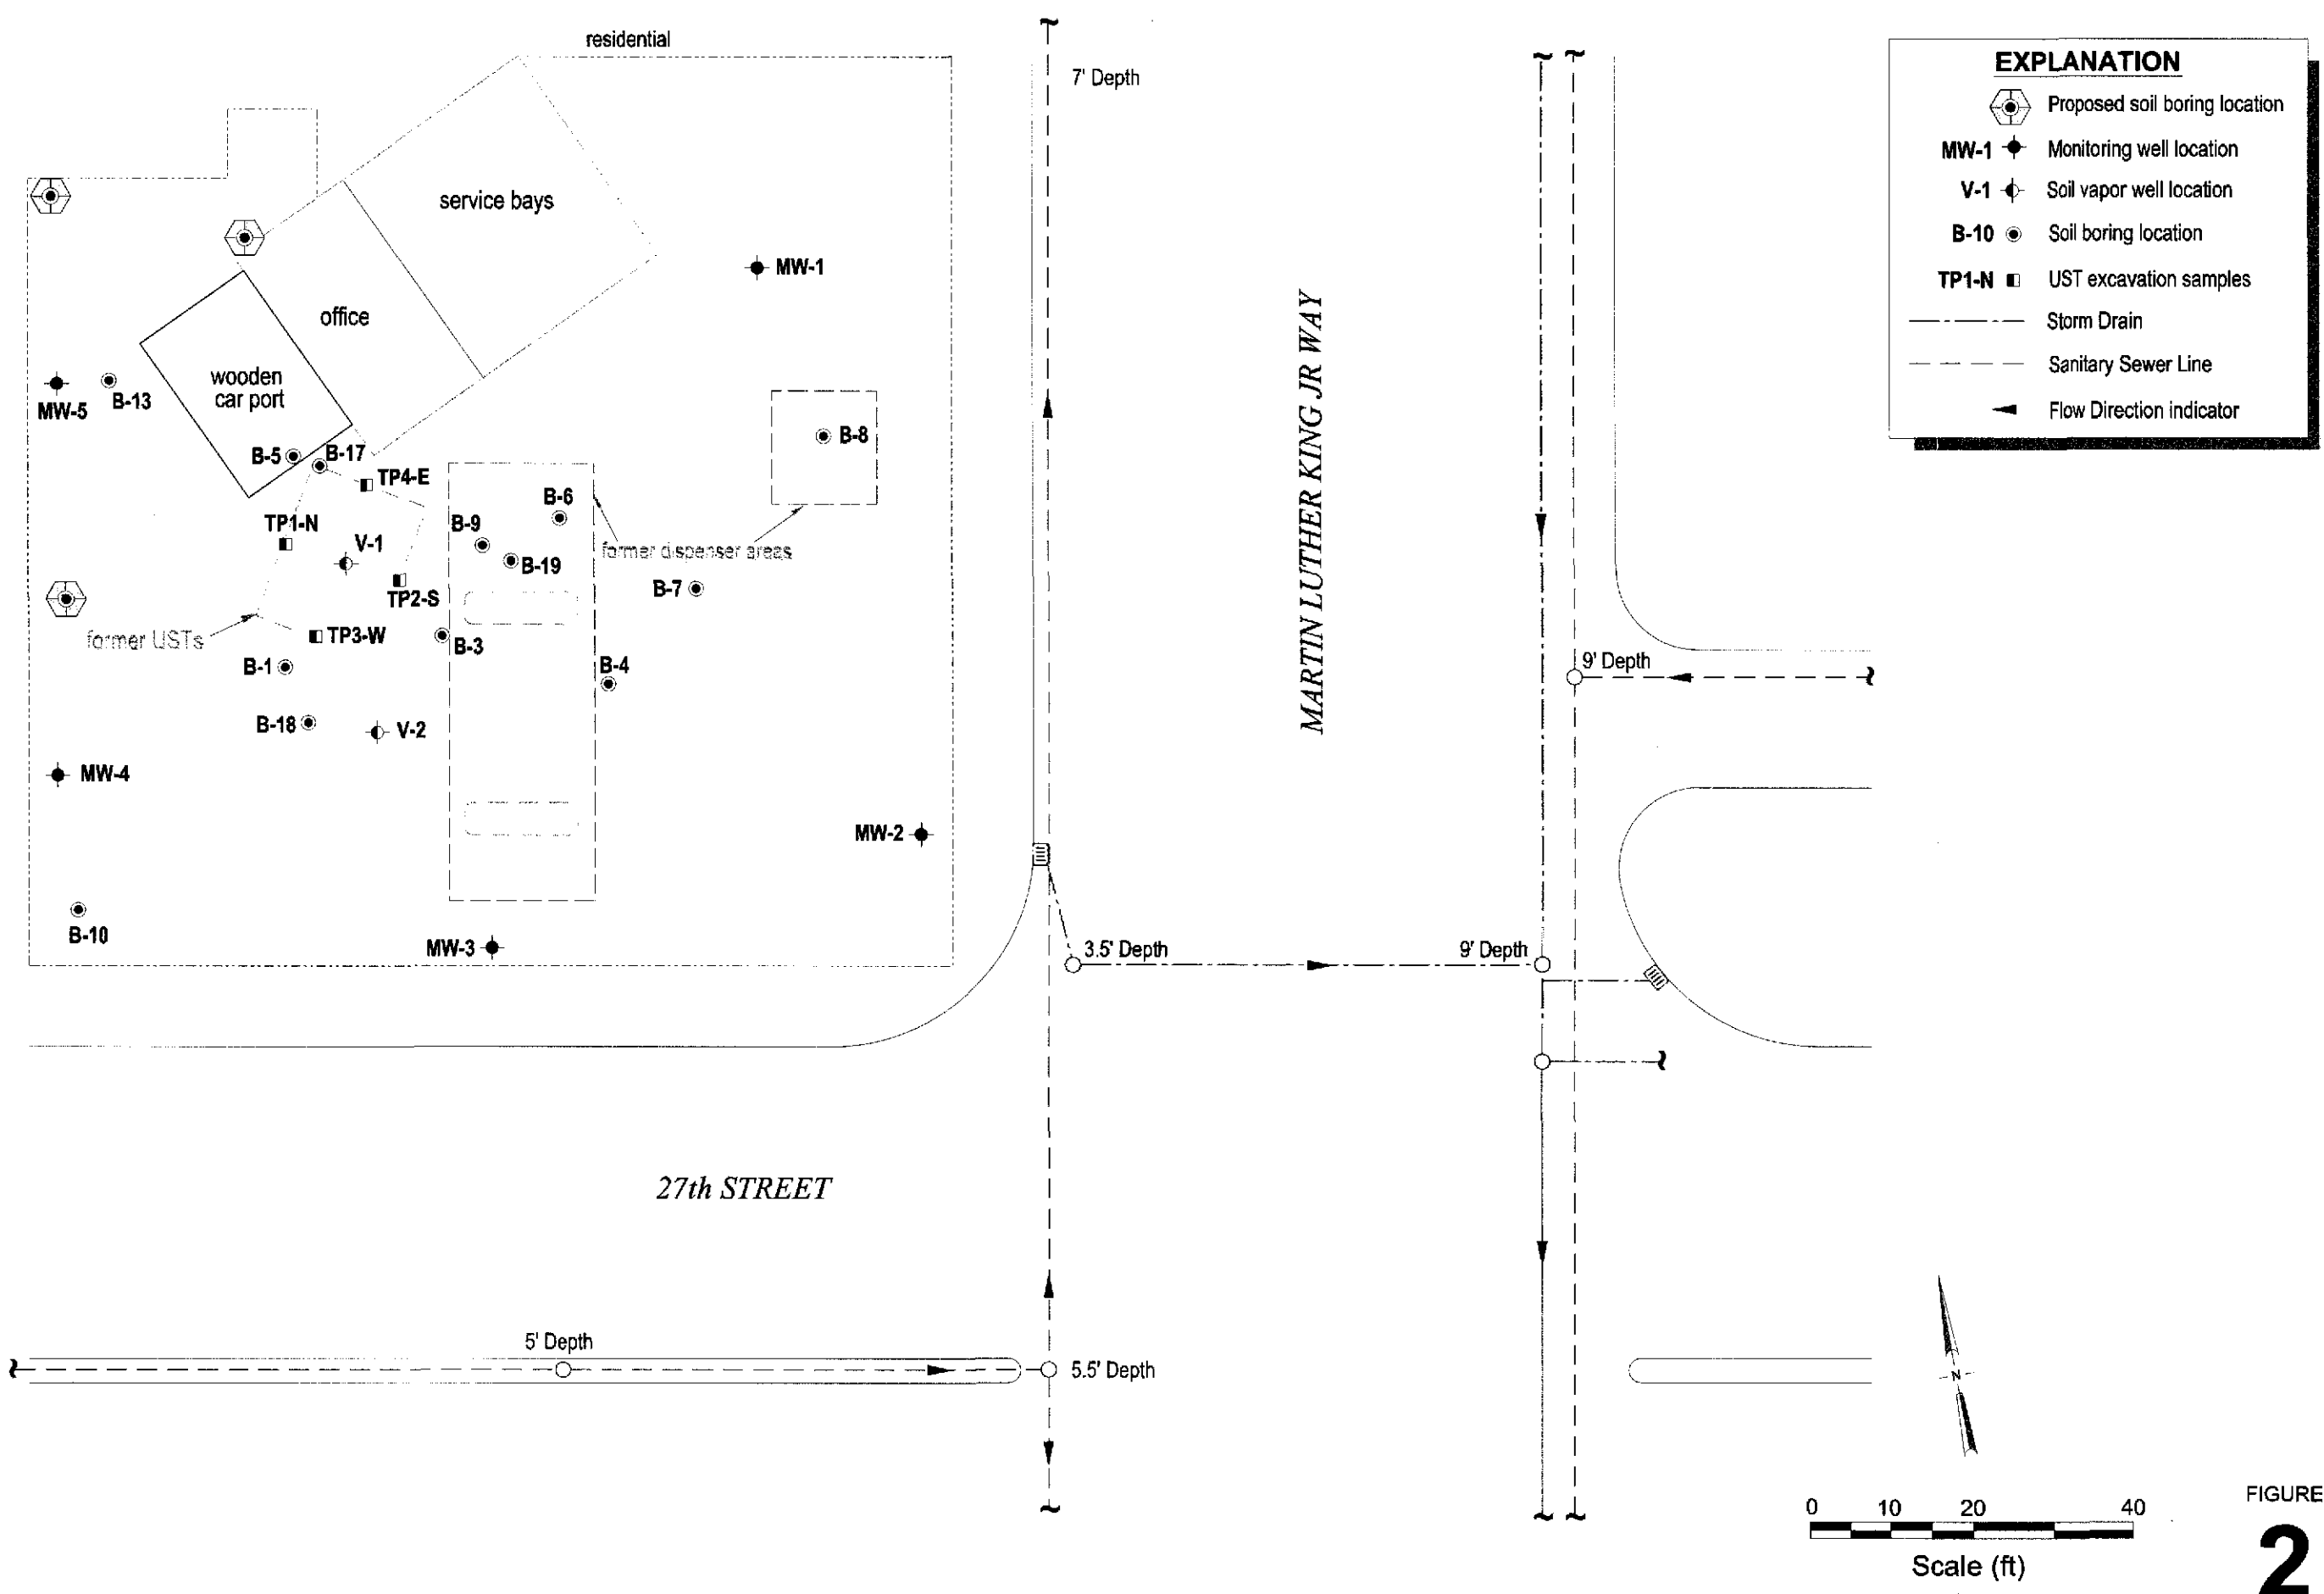 residential
7' Depth
EXPLANATION
Proposed soil boring location
MW-1 Monitoring well location
V-1 Soil vapor well location
B-10 Soil boring location
TP1-N UST excavation samples
Storm Drain
Sanitary Sewer Line
Flow Direction indicator
service bays
MW-1
office
wooden
car port
MW-5
B-13
B-8
B-5
B-17
TP4-E
B-6
B-9
TP1-N
V-1
former dispenser areas
B-19
B-7
TP2-S
former USTs
TP3-W
B-3
B-1
B-4
9' Depth
B-18
V-2
MW-4
MW-2
B-10
MW-3
3.5' Depth
9' Depth
MARTIN LUTHER KING JR WAY
27th STREET
5' Depth
5.5' Depth
N
0 10 20 40
Scale (ft)
FIGURE
2